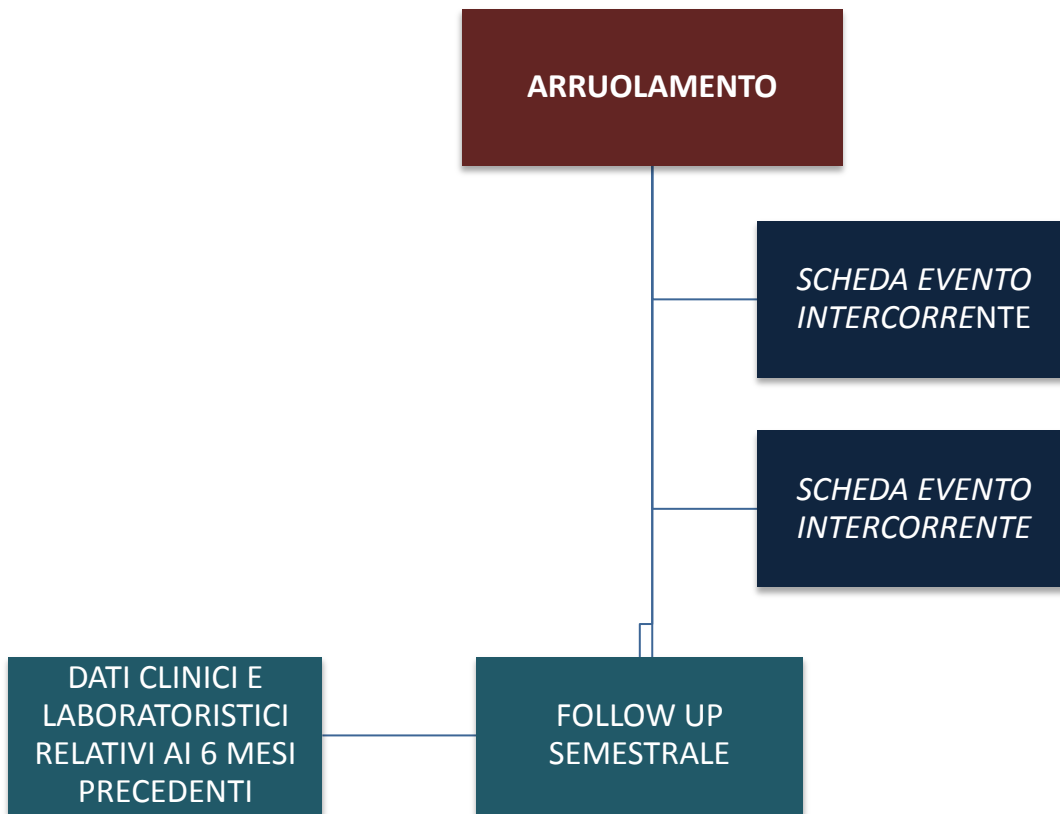 ARRUOLAMENTO
SCHEDA EVENTO
INTERCORRENTE
SCHEDA EVENTO
INTERCORRENTE
DATI CLINICI E
LABORATORISTICI
RELATIVI AI 6 MESI
PRECEDENTI
FOLLOW UP
SEMESTRALE